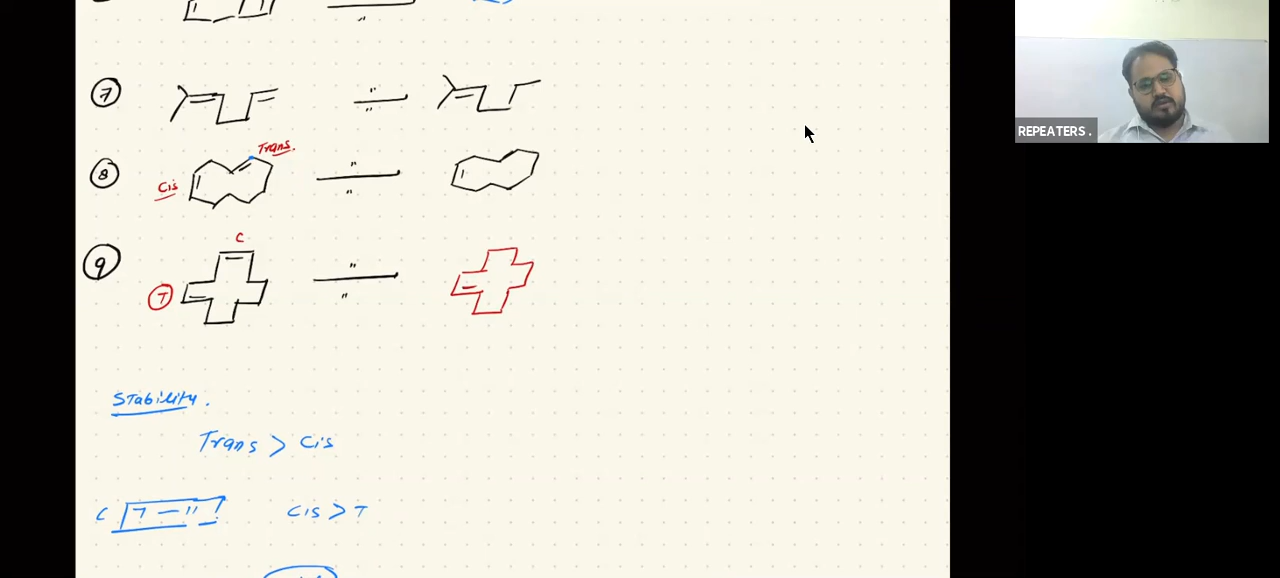 "
REPEATERS.
7 " "
8 Cis Trans. " "
9 T C " "
Stability.
Trans > Cis
C 7 — 11 Cis > T